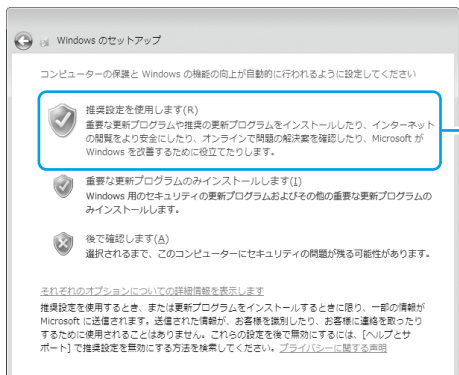 Windows のセットアップ
コンピューターの保護と Windows の機能の向上が自動的に行われるように設定してください
推奨設定を使用します(R)
重要な更新プログラムや推奨の更新プログラムをインストールしたり、インターネット
の閲覧をより安全にしたり、オンラインで問題の解決案を確認したり、Microsoft が
Windows を改善するために役立てたりします。
重要な更新プログラムのみインストールします(I)
Windows 用のセキュリティの更新プログラムおよびその他の重要な更新プログラムの
みインストールします。
後で確認します(A)
選択されるまで、このコンピューターにセキュリティの問題が残る可能性があります。
それぞれのオプションについての詳細情報を表示します
推奨設定を使用するとき、または更新プログラムをインストールするときに限り、一部の情報が
Microsoft に送信されます。送信された情報が、お客様を識別したり、お客様に連絡を取ったり
するために使用されることはありません。これらの設定を後で無効にするには、[ヘルプとサ
ポート] で推奨設定を無効にする方法を検索してください。プライバシーに関する声明